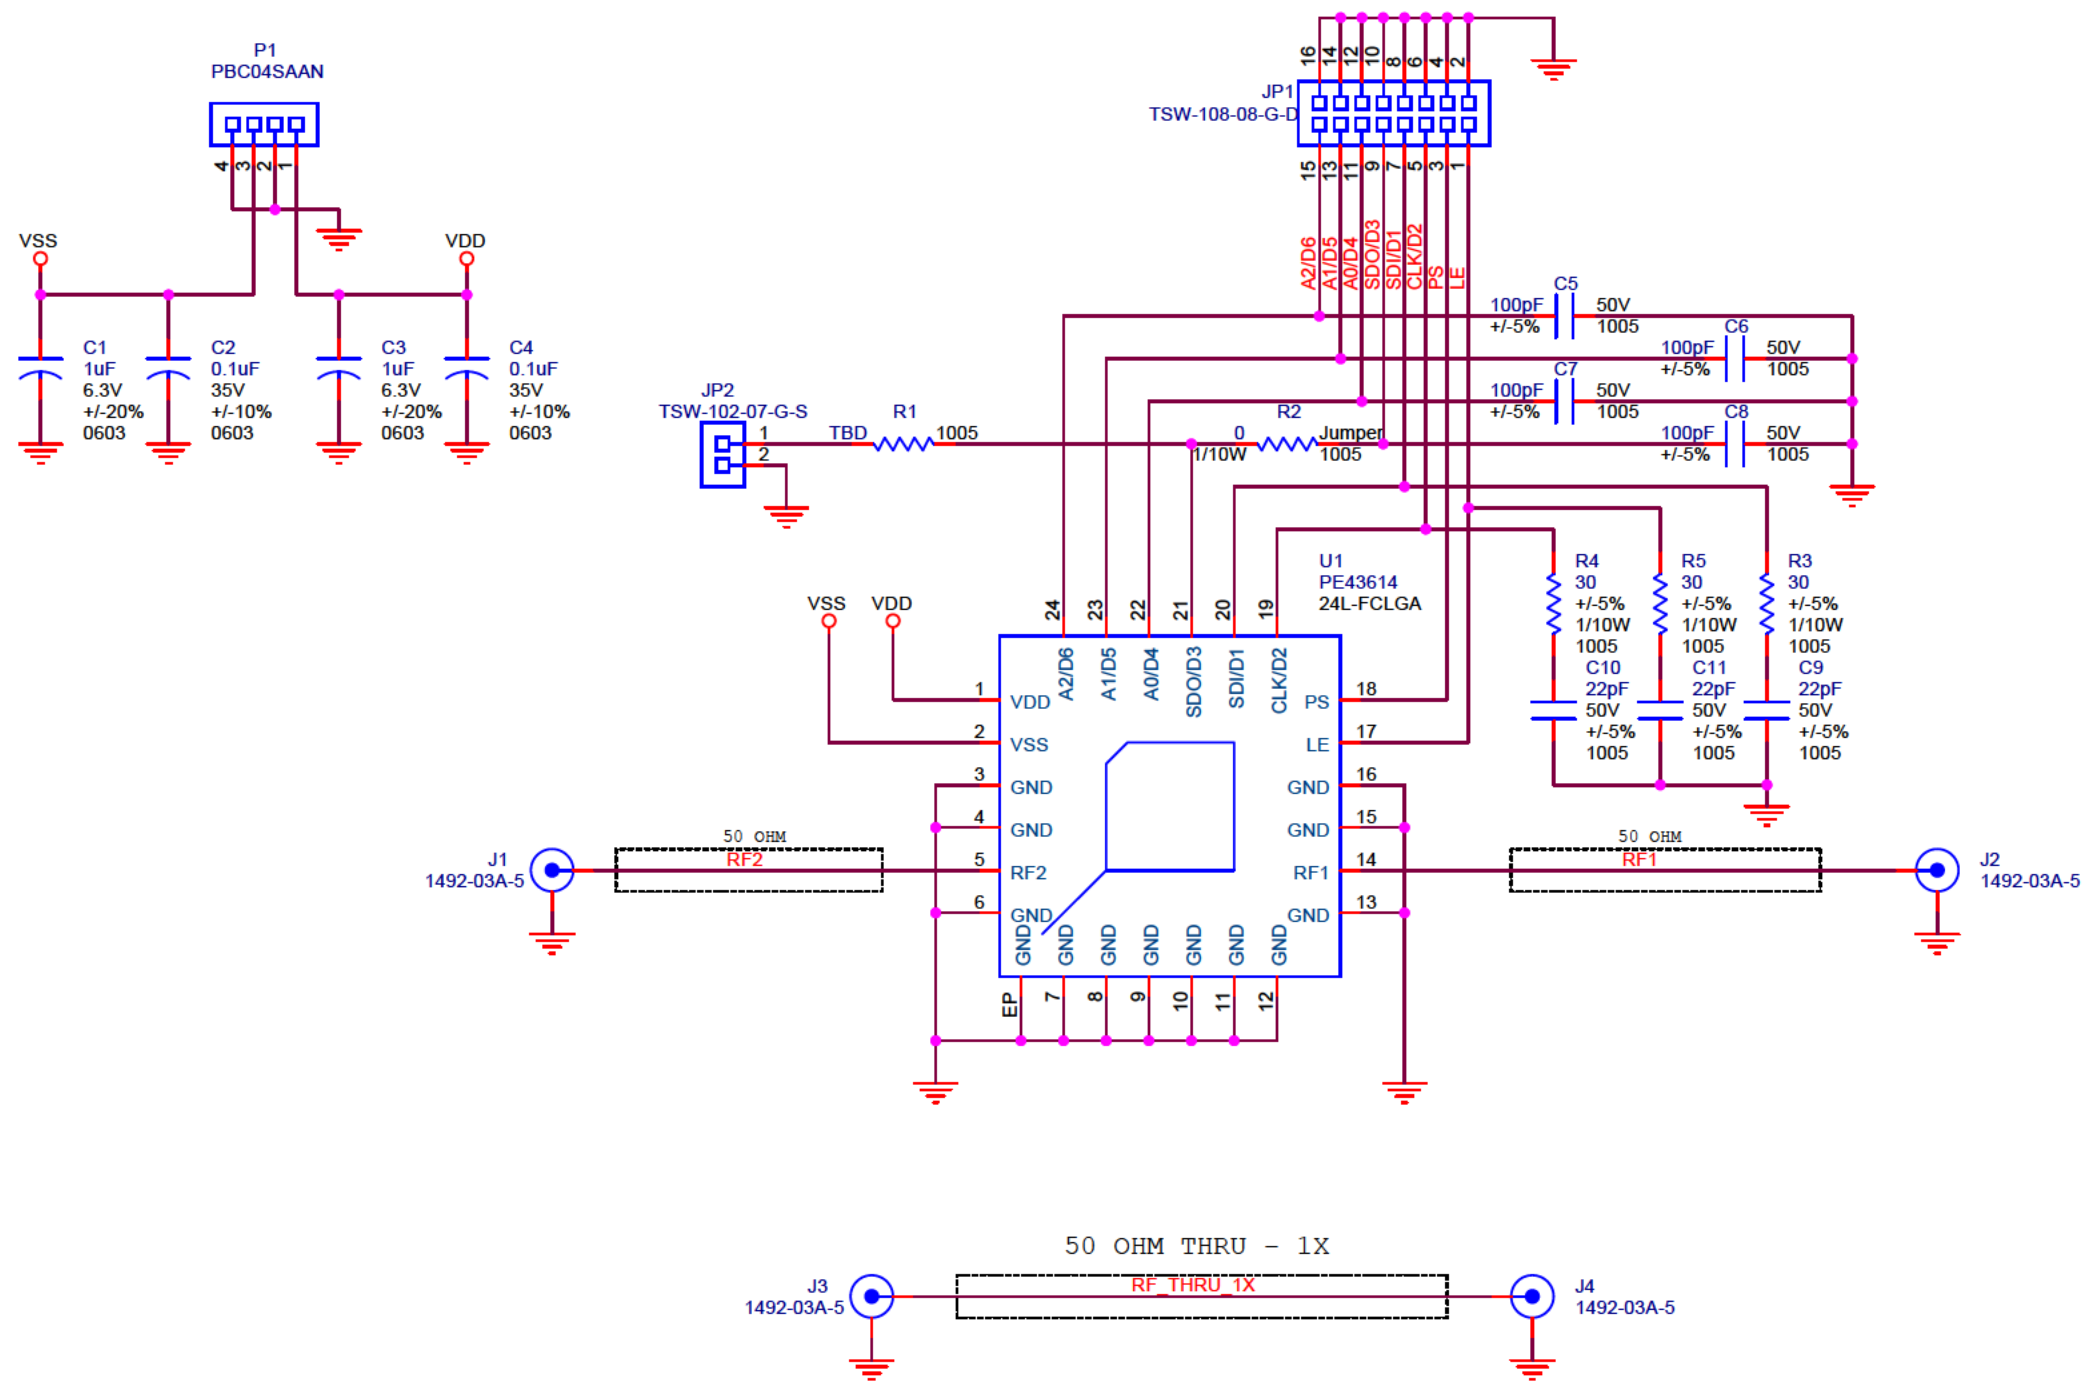 P1
PBC04SAAN
4
3
2
1
VSS
VDD
C1
1uF
6.3V
+/-20%
0603
C2
0.1uF
35V
+/-10%
0603
C3
1uF
6.3V
+/-20%
0603
C4
0.1uF
35V
+/-10%
0603
16
14
12
10
8
6
4
2
JP1
TSW-108-08-G-D
15
13
11
9
7
5
3
1
A2/D6
A1/D5
A0/D4
SDO/D3
SDI/D1
CLK/D2
PS
LE
C5
100pF
50V
+/-5%
1005
C6
100pF
50V
+/-5%
1005
C7
100pF
50V
+/-5%
1005
C8
100pF
50V
+/-5%
1005
JP2
TSW-102-07-G-S
1
2
R1
TBD
1005
R2
0
Jumper
1/10W
1005
R4
30
+/-5%
1/10W
1005
C10
22pF
50V
+/-5%
1005
R5
30
+/-5%
1/10W
1005
C11
22pF
50V
+/-5%
1005
R3
30
+/-5%
1/10W
1005
C9
22pF
50V
+/-5%
1005
U1
PE43614
24L-FCLGA
VSS
VDD
24
23
22
21
20
19
A2/D6
A1/D5
A0/D4
SDO/D3
SDI/D1
CLK/D2
1
VDD
2
VSS
3
GND
4
GND
5
RF2
6
GND
PS
18
LE
17
GND
16
GND
15
RF1
14
GND
13
GND
GND
GND
GND
GND
GND
GND
EP
7
8
9
10
11
12
J1
1492-03A-5
50 OHM
RF2
50 OHM
RF1
J2
1492-03A-5
50 OHM THRU - 1X
J3
1492-03A-5
RF_THRU_1X
J4
1492-03A-5